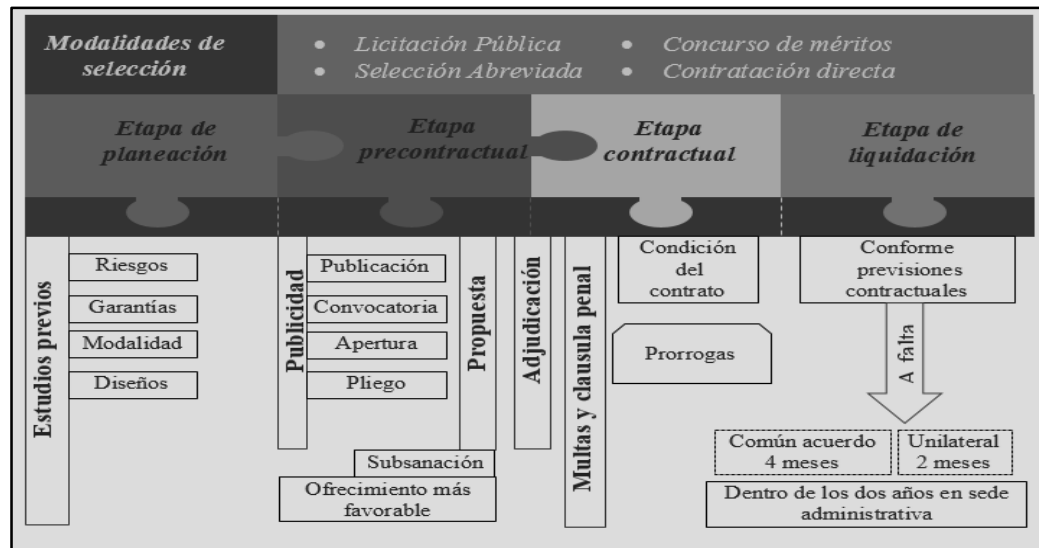 Modalidades de
selección
• Licitación Pública
• Selección Abreviada
• Concurso de méritos
• Contratación directa
Etapa de
planeación
Etapa
precontractual
Etapa
contractual
Etapa de
liquidación
Estudios previos
Riesgos
Garantías
Modalidad
Diseños
Publicidad
Publicación
Convocatoria
Apertura
Pliego
Propuesta
Subsanación
Ofrecimiento más
favorable
Adjudicación
Multas y clausula penal
Condición
del
contrato
Prorrogas
Conforme
previsiones
contractuales
A falta
Común acuerdo
4 meses
Unilateral
2 meses
Dentro de los dos años en sede
administrativa